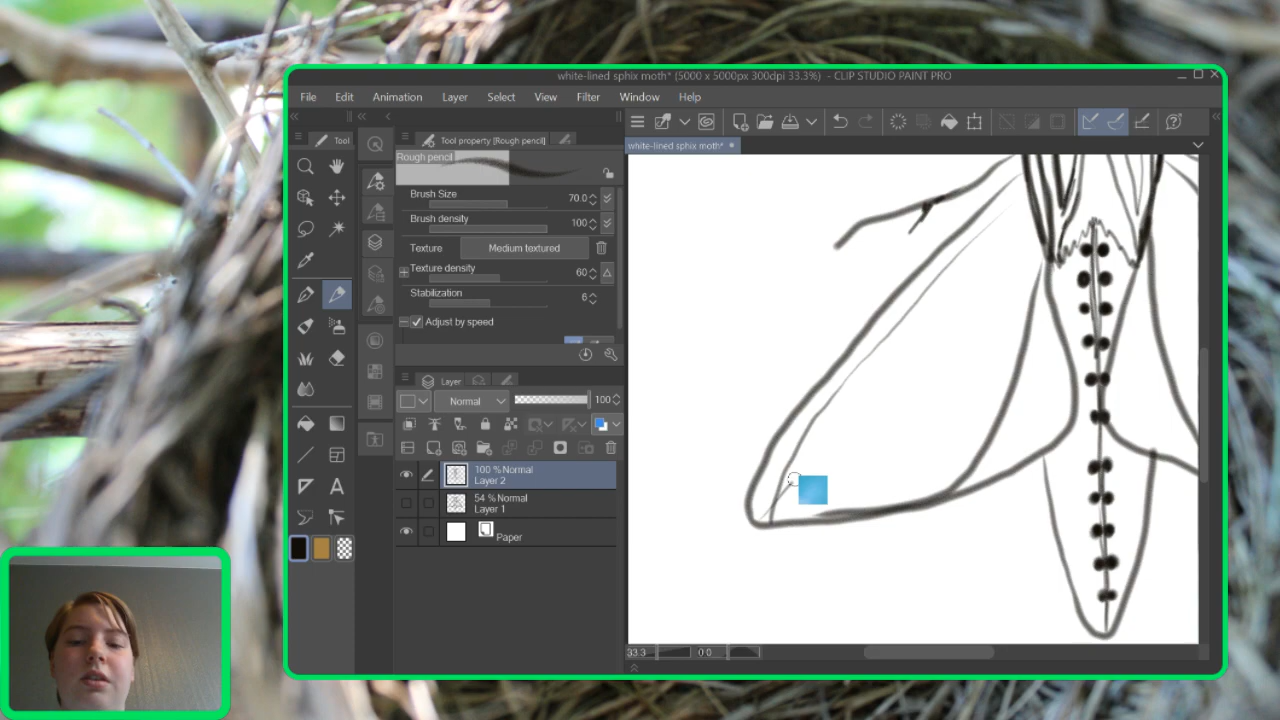 white-lined sphix moth* (5000 x 5000px 300dpi 33.3%) - CLIP STUDIO PAINT PRO
File Edit Animation Layer Select View Filter Window Help
Tool
Tool property [Rough pencil]
white-lined sphix moth*
Rough pencil
Brush Size 70.0
Brush density 100
Texture Medium textured
Texture density 60
Stabilization 6
Adjust by speed
Layer
Normal 100
100 % Normal
Layer 2
54 % Normal
Layer 1
Paper
33.3 0.0